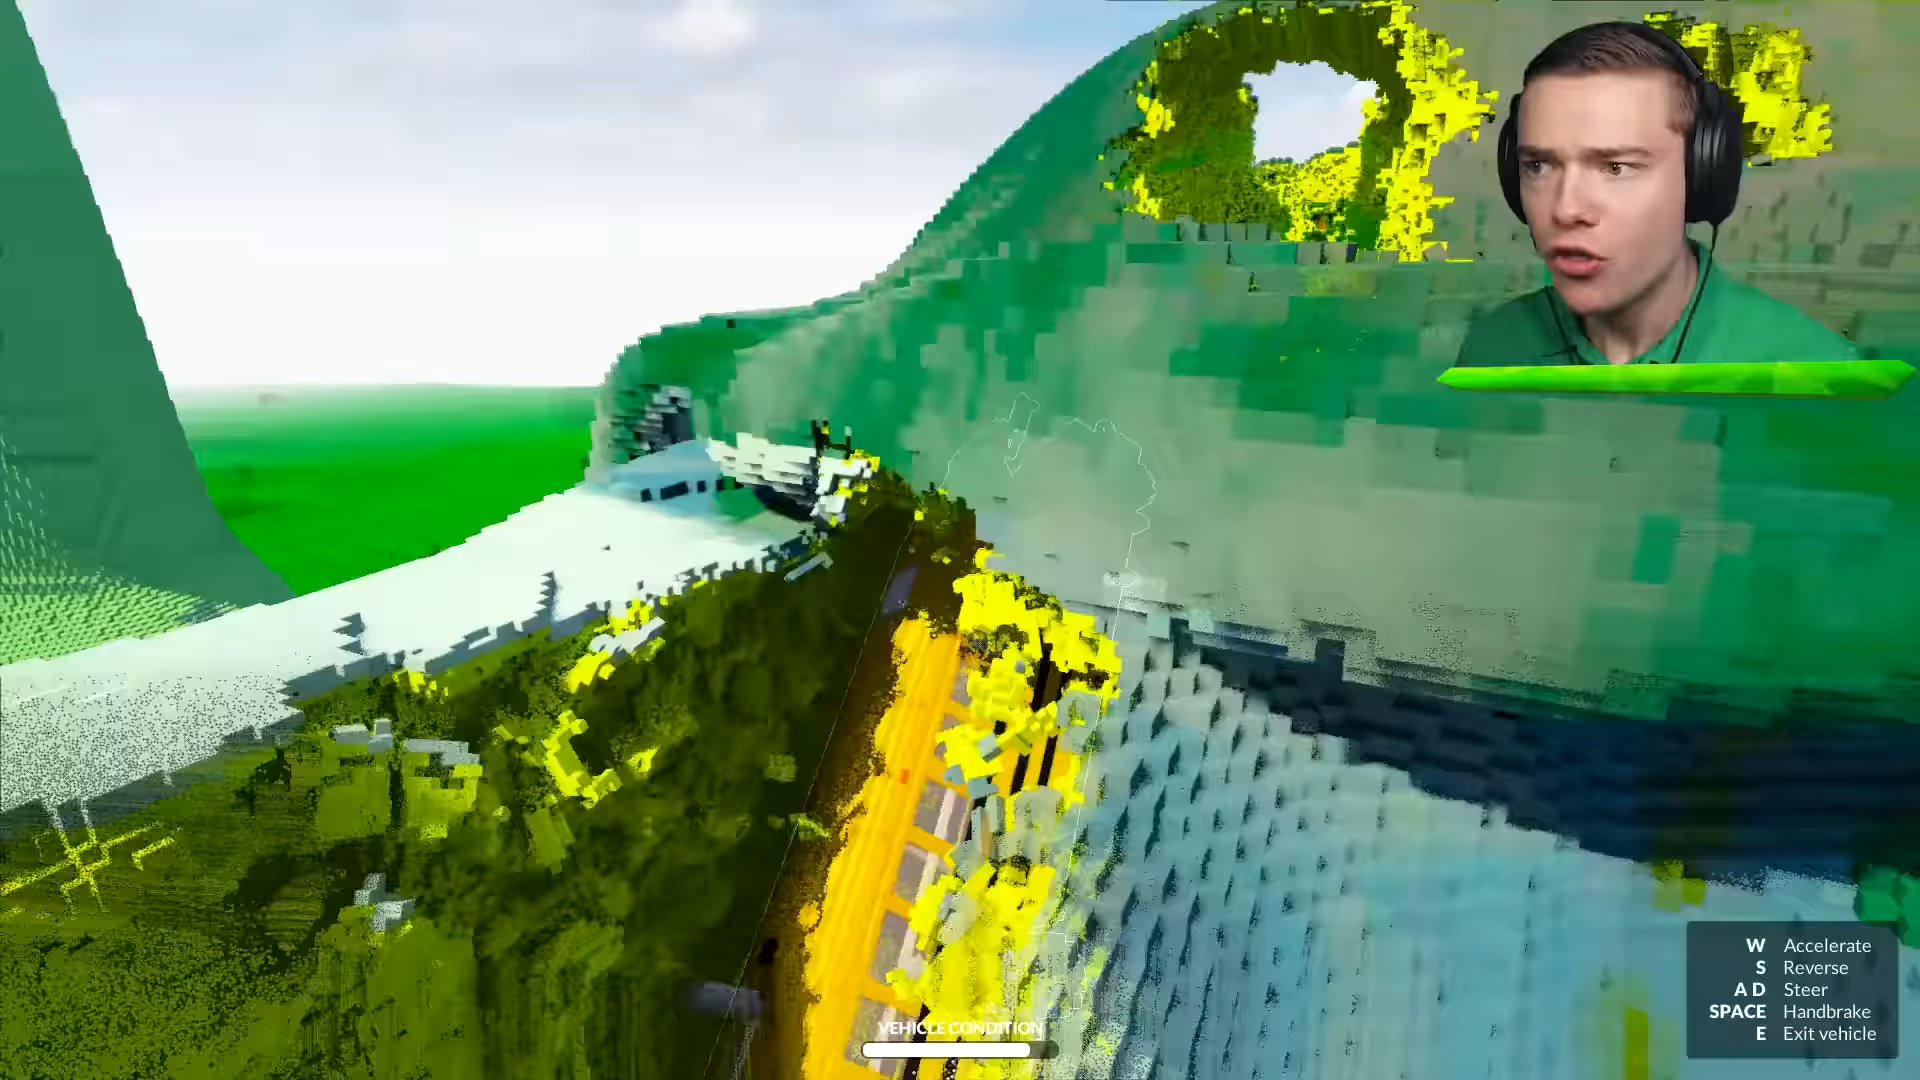 W Accelerate
S Reverse
A D Steer
SPACE Handbrake
E Exit vehicle
VEHICLE CONDITION